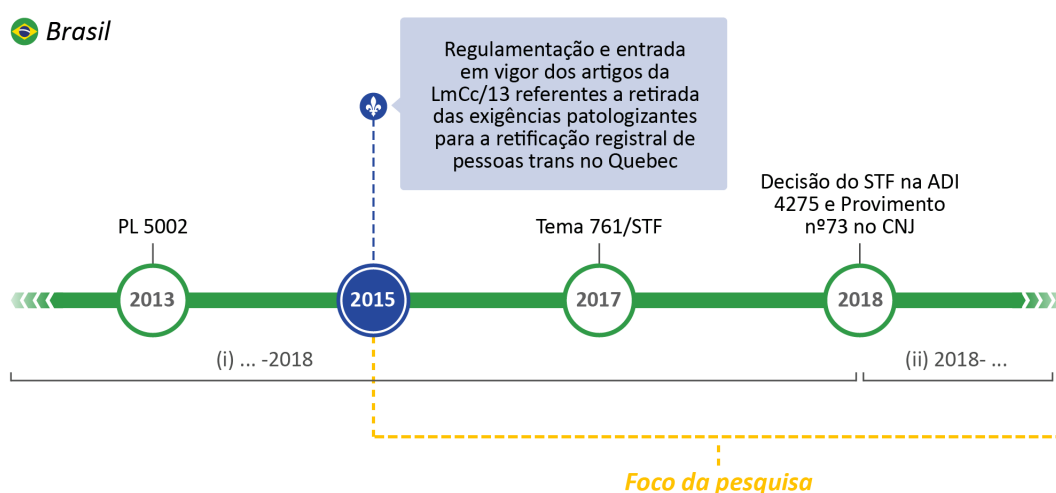 Brasil
Regulamentação e entrada
em vigor dos artigos da
LmCc/13 referentes a retirada
das exigências patologizantes
para a retificação registral de
pessoas trans no Quebec
Decisão do STF na ADI
4275 e Provimento
nº73 no CNJ
PL 5002
Tema 761/STF
2013
2015
2017
2018
(i) ... -2018
(ii) 2018- ...
Foco da pesquisa